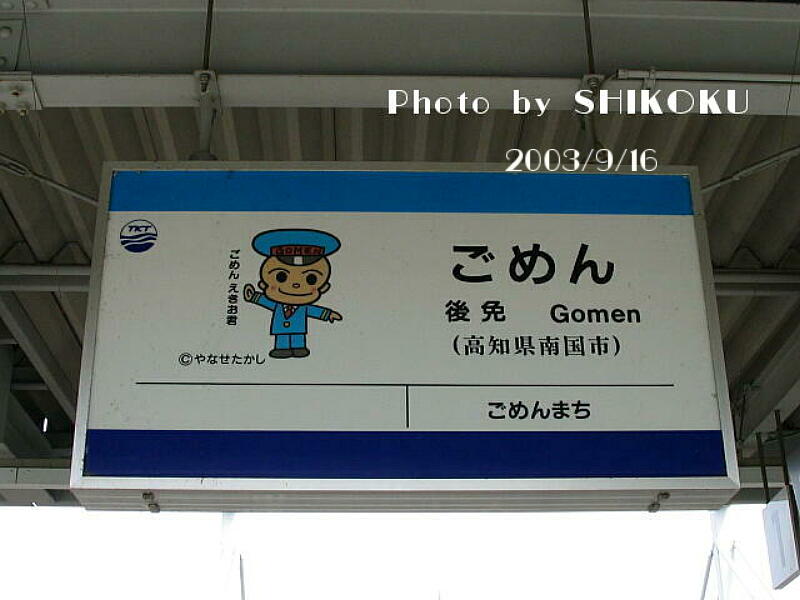 Photo by SHIKOKU
2003/9/16
TKT
GOMEN
ごめん えきお君
©やなせたかし
ごめん
後免 Gomen
(高知県南国市)
ごめんまち